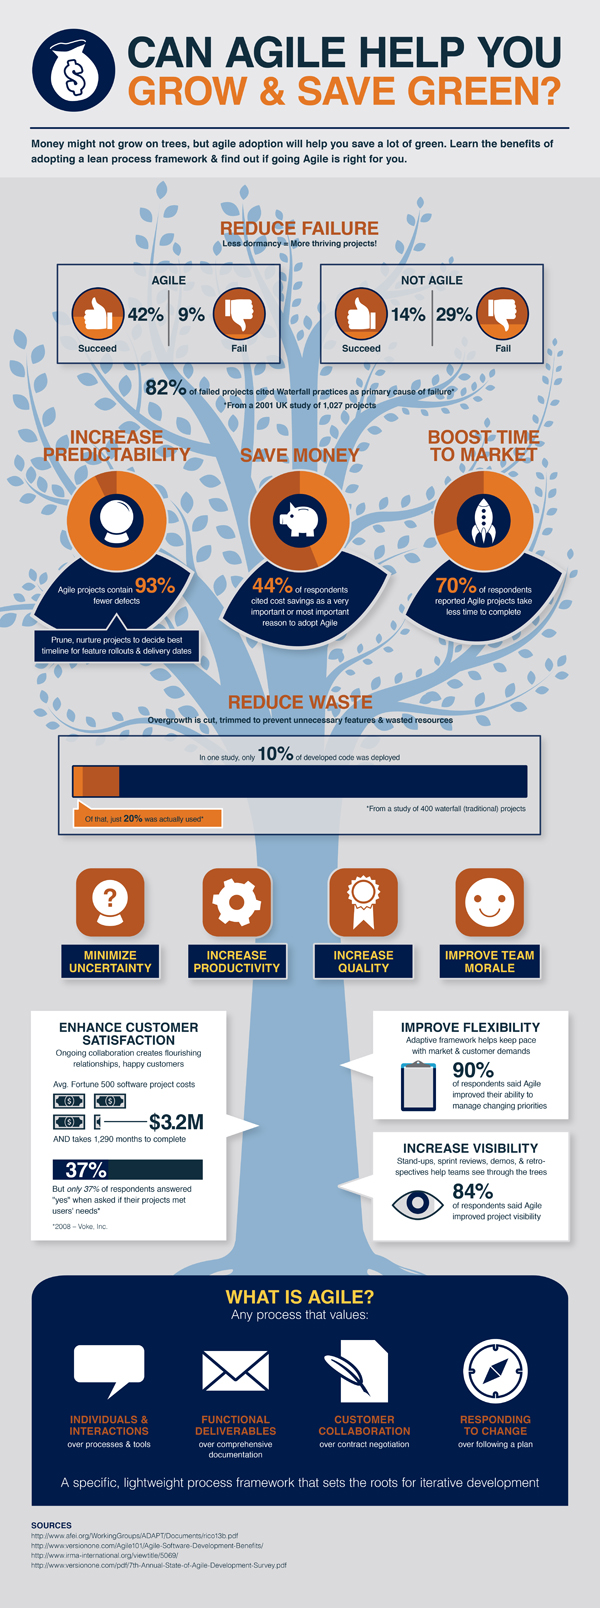 CAN AGILE HELP YOU
GROW & SAVE GREEN?
Money might not grow on trees, but agile adoption will help you save a lot of green. Learn the benefits of
adopting a lean process framework & find out if going Agile is right for you.
REDUCE FAILURE
Less dormancy = More thriving projects!
AGILE
42% 9%
Succeed Fail
NOT AGILE
14% 29%
Succeed Fail
82% of failed projects cited Waterfall practices as primary cause of failure*
*From a 2001 UK study of 1,027 projects
INCREASE
PREDICTABILITY
Agile projects contain 93%
fewer defects
Prune, nurture projects to decide best
timeline for feature rollouts & delivery dates
SAVE MONEY
44% of respondents
cited cost savings as a very
important or most important
reason to adopt Agile
BOOST TIME
TO MARKET
70% of respondents
reported Agile projects take
less time to complete
REDUCE WASTE
Overgrowth is cut, trimmed to prevent unnecessary features & wasted resources
In one study, only 10% of developed code was deployed
Of that, just 20% was actually used*
*From a study of 400 waterfall (traditional) projects
?
MINIMIZE
UNCERTAINTY
INCREASE
PRODUCTIVITY
INCREASE
QUALITY
IMPROVE TEAM
MORALE
ENHANCE CUSTOMER
SATISFACTION
Ongoing collaboration creates flourishing
relationships, happy customers
Avg. Fortune 500 software project costs
$3.2M
AND takes 1,290 months to complete
37%
But only 37% of respondents answered
"yes" when asked if their projects met
users' needs*
*2008 – Voke, Inc.
IMPROVE FLEXIBILITY
Adaptive framework helps keep pace
with market & customer demands
90%
of respondents said Agile
improved their ability to
manage changing priorities
INCREASE VISIBILITY
Stand-ups, sprint reviews, demos, & retro-
spectives help teams see through the trees
84%
of respondents said Agile
improved project visibility
WHAT IS AGILE?
Any process that values:
INDIVIDUALS &
INTERACTIONS
over processes & tools
FUNCTIONAL
DELIVERABLES
over comprehensive
documentation
CUSTOMER
COLLABORATION
over contract negotiation
RESPONDING
TO CHANGE
over following a plan
A specific, lightweight process framework that sets the roots for iterative development
SOURCES
http://www.afei.org/WorkingGroups/ADAPT/Documents/rico13b.pdf
http://www.versionone.com/Agile101/Agile-Software-Development-Benefits/
http://www.irma-international.org/viewtitle/5069/
http://www.versionone.com/pdf/7th-Annual-State-of-Agile-Development-Survey.pdf